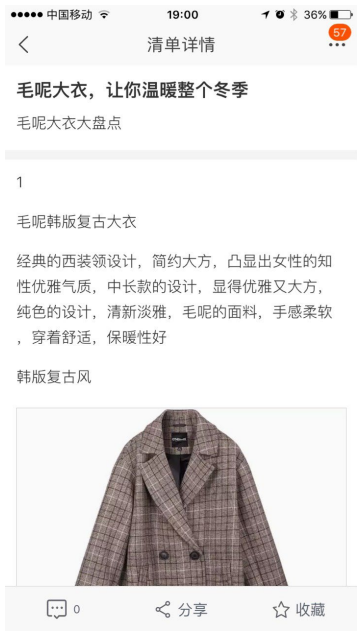 中国移动 19:00 36%
清单详情
57
毛呢大衣，让你温暖整个冬季
毛呢大衣大盘点
1
毛呢韩版复古大衣
经典的西装领设计，简约大方，凸显出女性的知
性优雅气质，中长款的设计，显得优雅又大方，
纯色的设计，清新淡雅，毛呢的面料，手感柔软
，穿着舒适，保暖性好
韩版复古风
0 分享 收藏